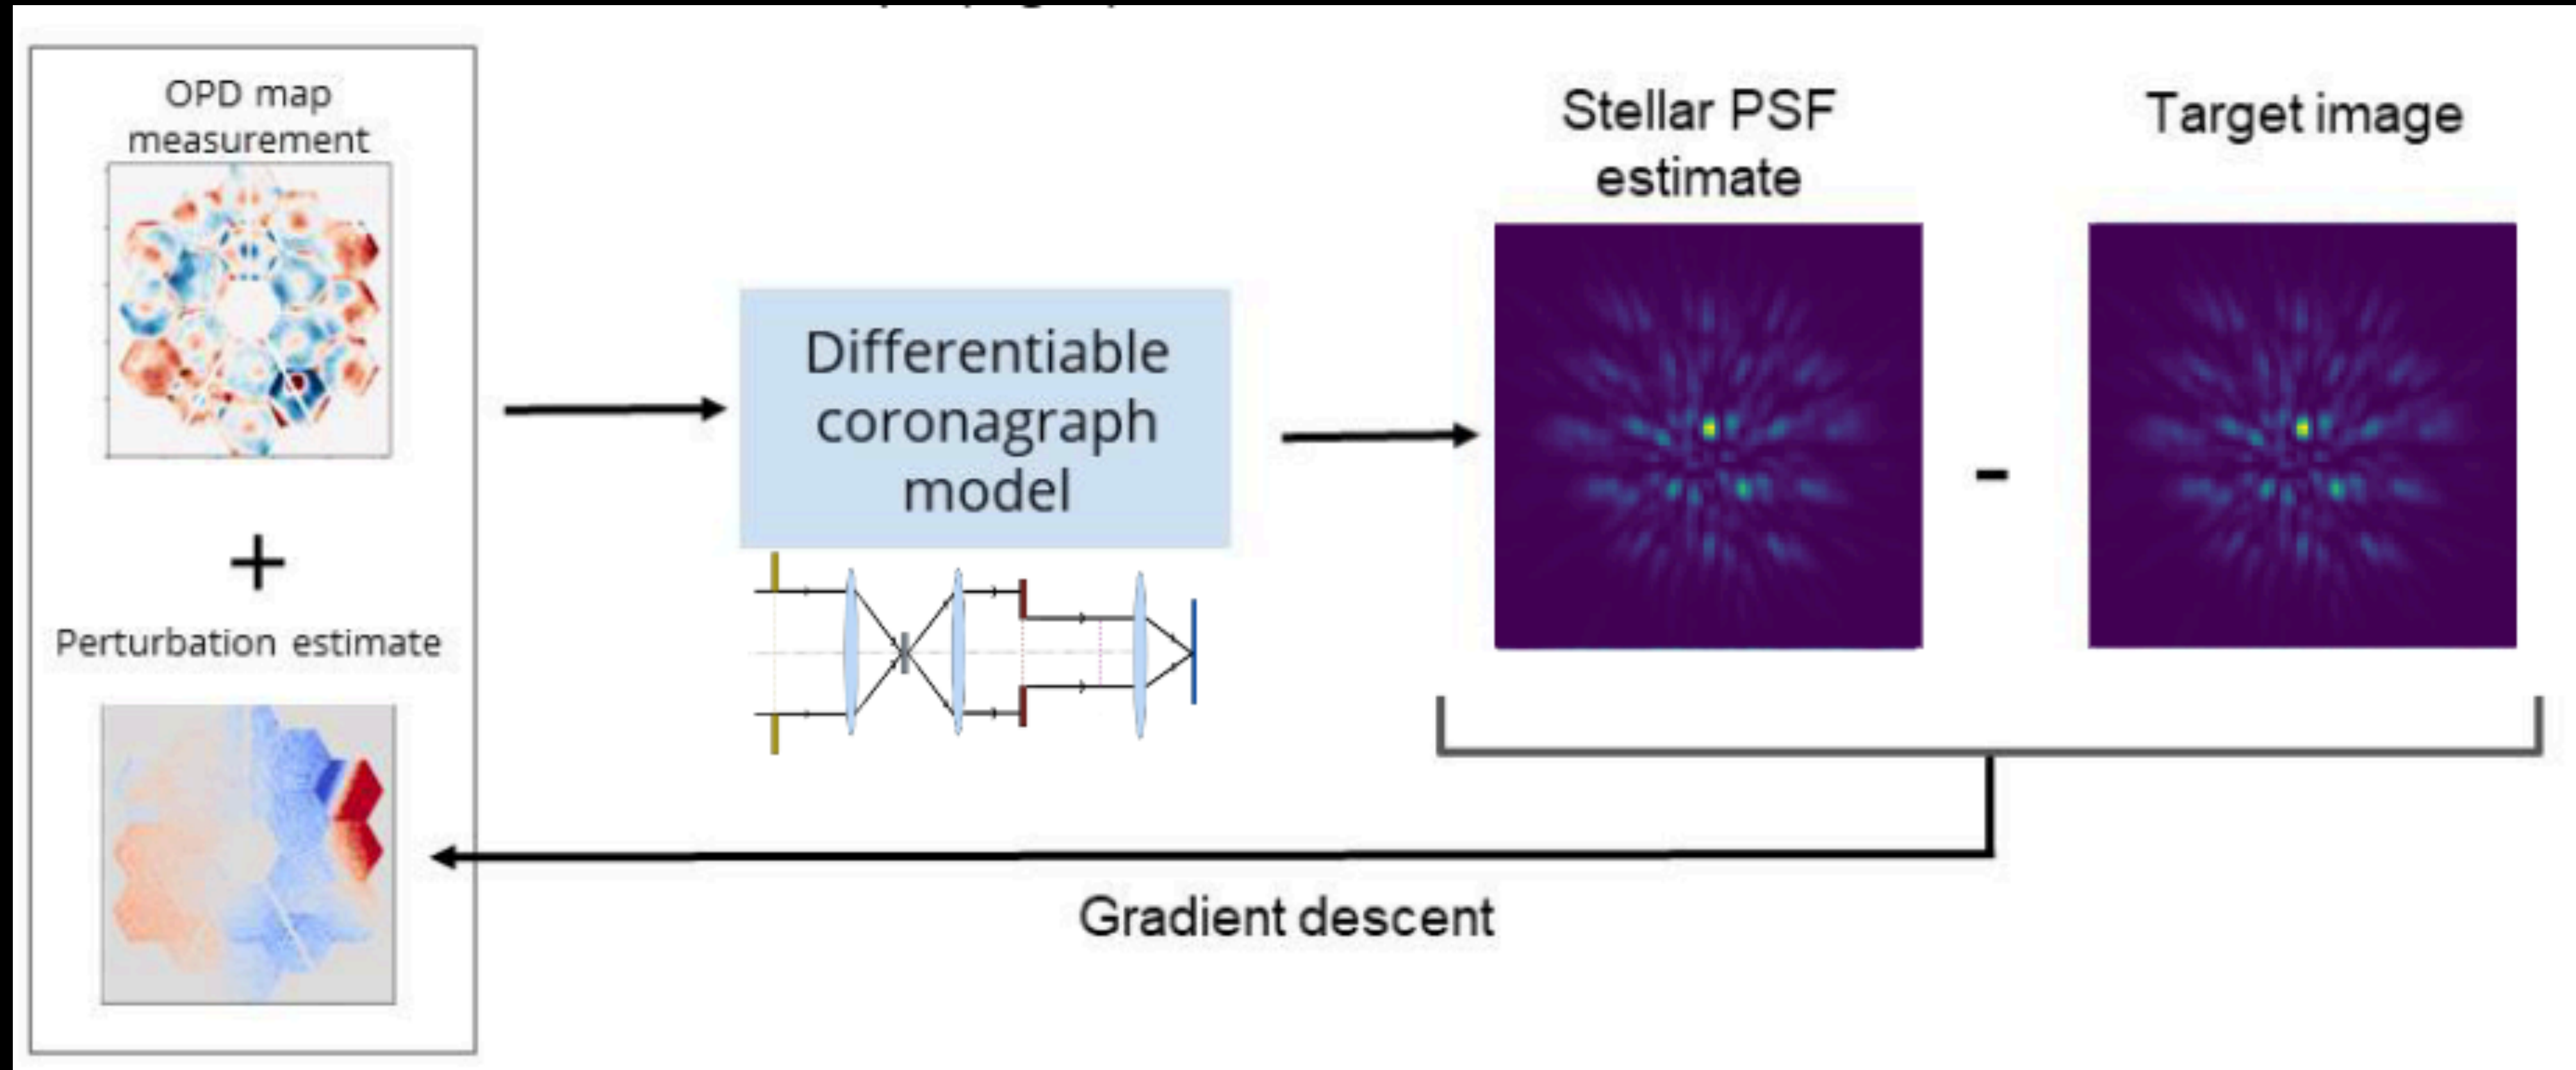 OPD map
measurement
+
Perturbation estimate
Differentiable
coronagraph
model
Stellar PSF
estimate
-
Target image
Gradient descent